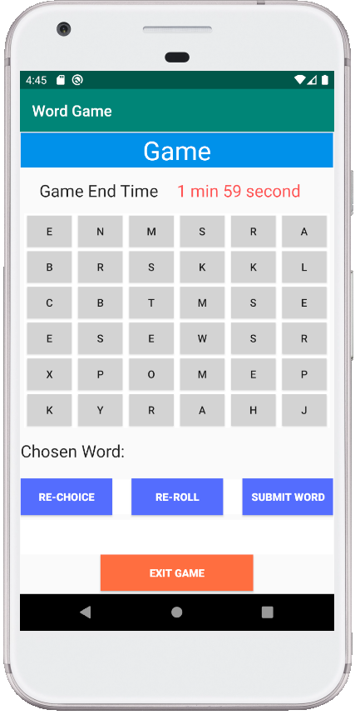 4:45
Word Game
Game
Game End Time 1 min 59 second
E N M S R A
B R S K K L
C B T M S E
E S E W S R
X P O M E P
K Y R A H J
Chosen Word:
RE-CHOICE RE-ROLL SUBMIT WORD
EXIT GAME